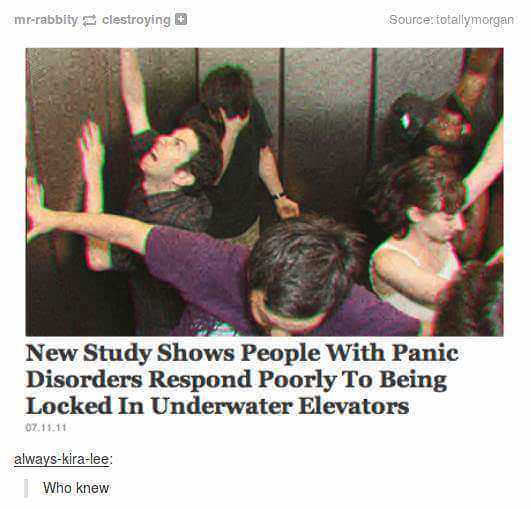 mr-rabbity clestroying
Source: totallymorgan
New Study Shows People With Panic
Disorders Respond Poorly To Being
Locked In Underwater Elevators
07.11.11
always-kira-lee:
Who knew